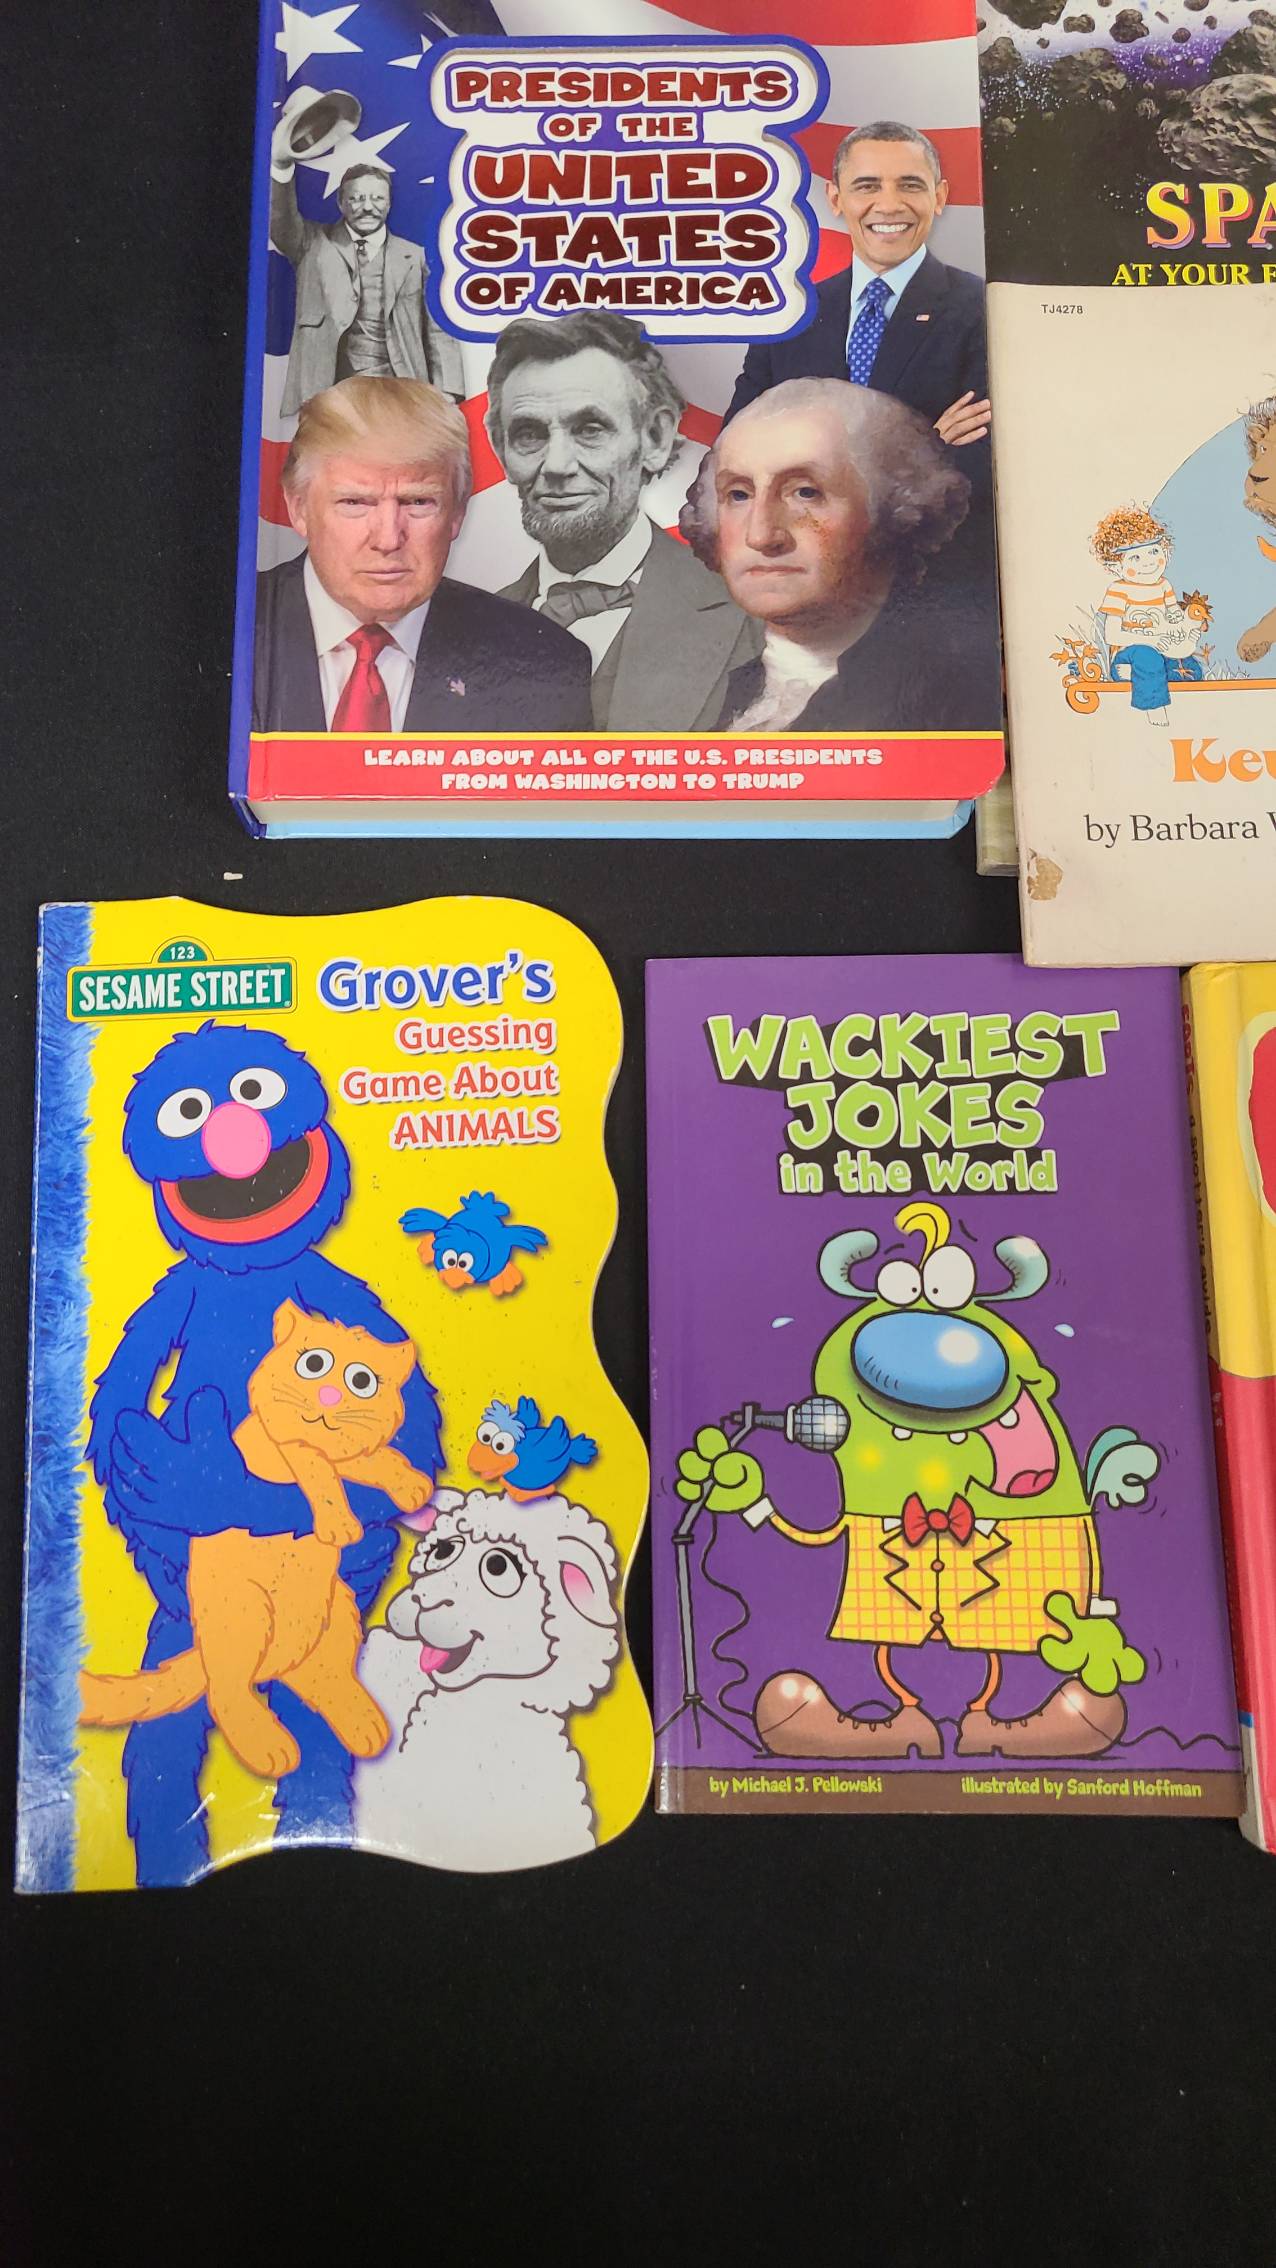 PRESIDENTS
OF THE
UNITED
STATES
OF AMERICA
LEARN ABOUT ALL OF THE U.S. PRESIDENTS
FROM WASHINGTON TO TRUMP
SPA
AT YOUR
TJ4278
by Barbara
123
SESAME STREET
Grover's
Guessing
Game About
ANIMALS
WACKIEST
JOKES
in the World
by Michael J. Pellowski
illustrated by Sanford Hoffman